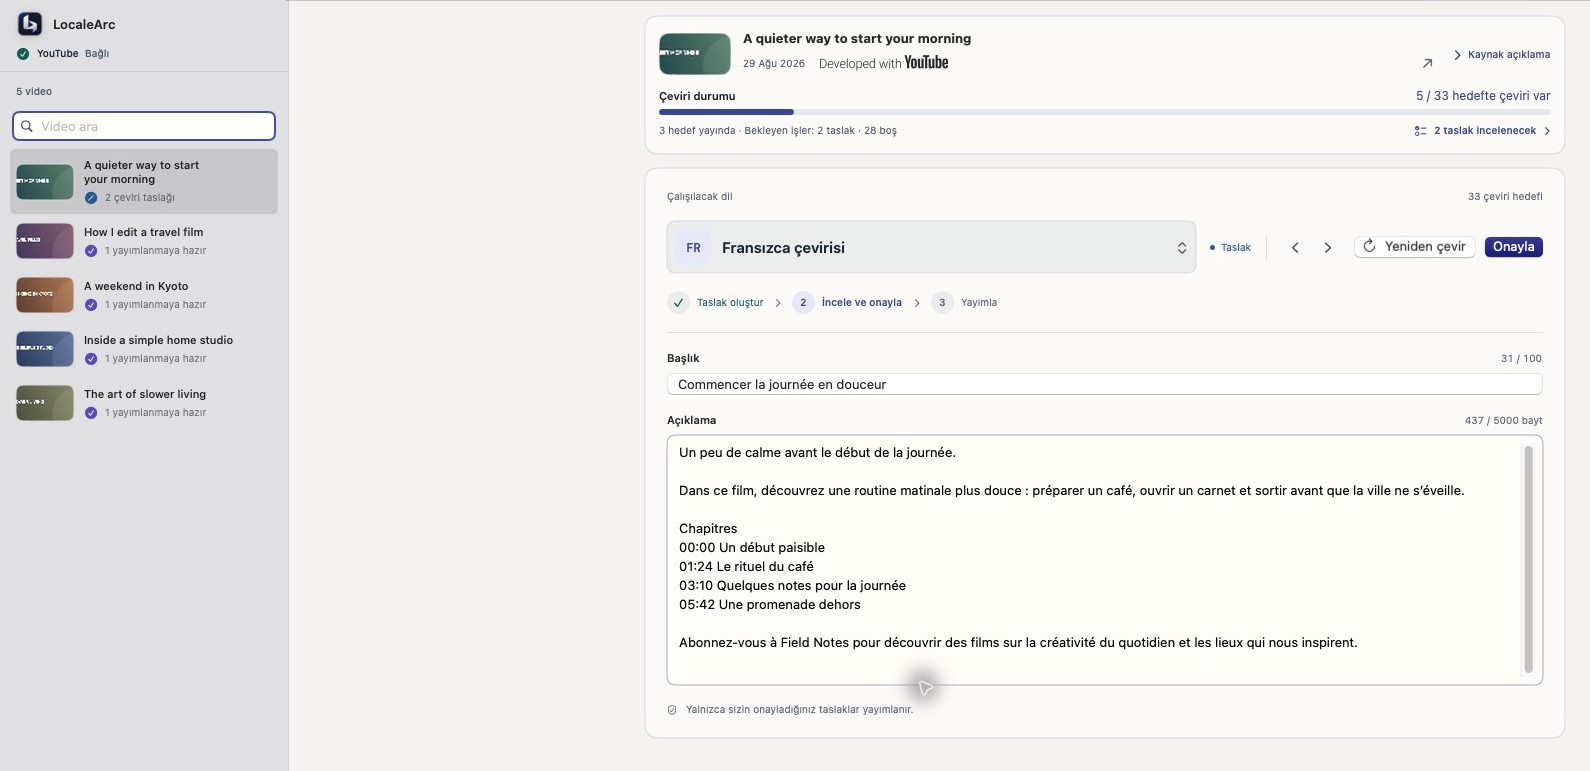 LocaleArc
YouTube Bağlı
5 video
Video ara
A quieter way to start
your morning
2 çeviri taslağı
How I edit a travel film
1 yayımlanmaya hazır
A weekend in Kyoto
1 yayımlanmaya hazır
Inside a simple home studio
1 yayımlanmaya hazır
The art of slower living
1 yayımlanmaya hazır
A quieter way to start your morning
29 Ağu 2026 Developed with YouTube
Kaynak açıklama
Çeviri durumu
5 / 33 hedefte çeviri var
3 hedef yayında · Bekleyen işler: 2 taslak · 28 boş
2 taslak incelenecek
Çalışılacak dil
33 çeviri hedefi
FR Fransızca çevirisi
Taslak
Yeniden çevir
Onayla
Taslak oluştur
2 İncele ve onayla
3 Yayımla
Başlık
31 / 100
Commencer la journée en douceur
Açıklama
437 / 5000 bayt
Un peu de calme avant le début de la journée.
Dans ce film, découvrez une routine matinale plus douce : préparer un café, ouvrir un carnet et sortir avant que la ville ne s’éveille.
Chapitres
00:00 Un début paisible
01:24 Le rituel du café
03:10 Quelques notes pour la journée
05:42 Une promenade dehors
Abonnez-vous à Field Notes pour découvrir des films sur la créativité du quotidien et les lieux qui nous inspirent.
Yalnızca sizin onayladığınız taslaklar yayımlanır.